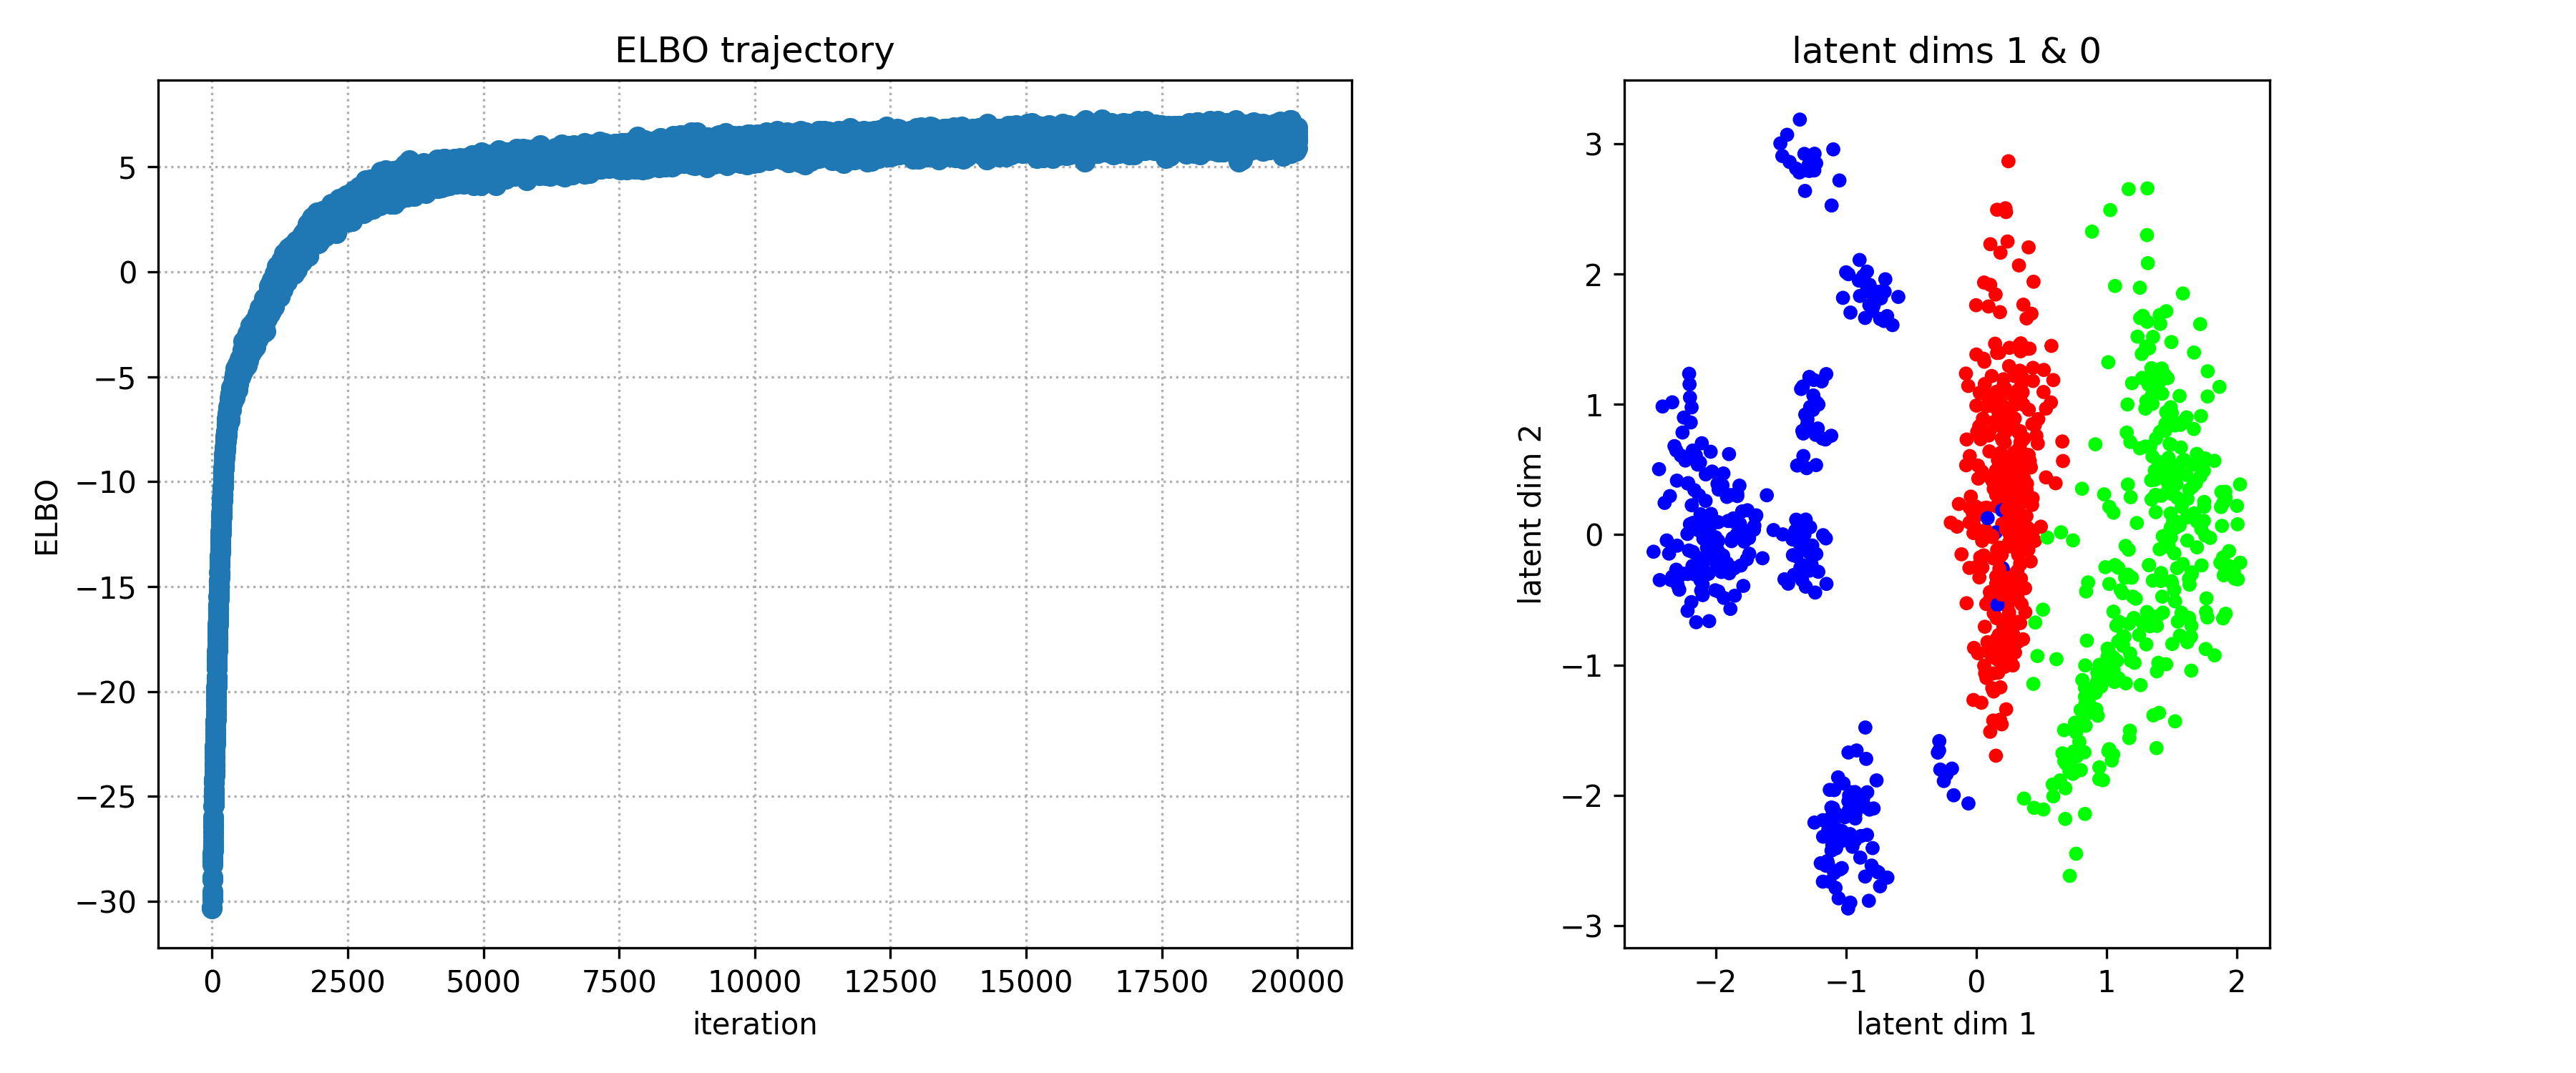 ELBO trajectory
ELBO
5
0
−5
−10
−15
−20
−25
−30
0 2500 5000 7500 10000 12500 15000 17500 20000
iteration
latent dims 1 & 0
latent dim 2
3
2
1
0
−1
−2
−3
−2 −1 0 1 2
latent dim 1